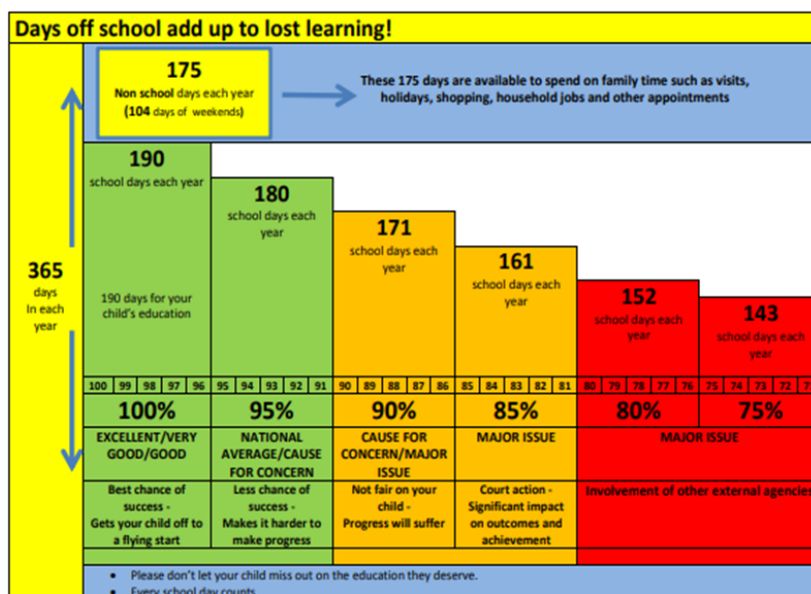 Days off school add up to lost learning!
175
Non school days each year
(104 days of weekends)
These 175 days are available to spend on family time such as visits,
holidays, shopping, household jobs and other appointments
365
days
In each
year
190
school days each year
190 days for your
child's education
180
school days each
year
171
school days each
year
161
school days each
year
152
school days each
year
143
school days each
year
100 99 98 97 96 95 94 93 92 91 90 89 88 87 86 85 84 83 82 81 80 79 78 77 76 75 74 73 72
100% 95% 90% 85% 80% 75%
EXCELLENT/VERY
GOOD/GOOD
NATIONAL
AVERAGE/CAUSE
FOR CONCERN
CAUSE FOR
CONCERN/MAJOR
ISSUE
MAJOR ISSUE
MAJOR ISSUE
Best chance of
success -
Gets your child off to
a flying start
Less chance of
success -
Makes it harder to
make progress
Not fair on your
child -
Progress will suffer
Court action -
Significant impact
on outcomes and
achievement
Involvement of other external agencies
• Please don't let your child miss out on the education they deserve.
• Every school day counts